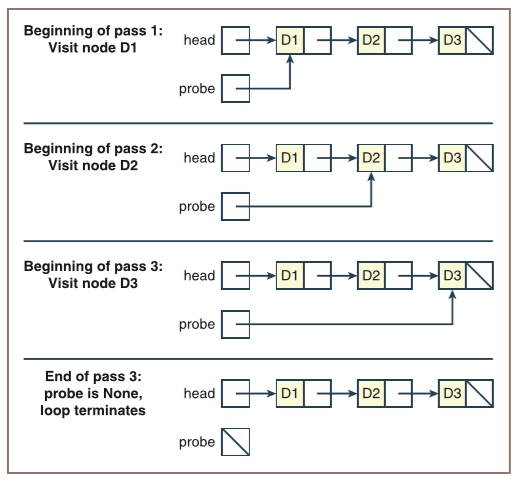 Beginning of pass 1:
Visit node D1
head
D1
D2
D3
probe
Beginning of pass 2:
Visit node D2
head
D1
D2
D3
probe
Beginning of pass 3:
Visit node D3
head
D1
D2
D3
probe
End of pass 3:
probe is None,
loop terminates
head
D1
D2
D3
probe